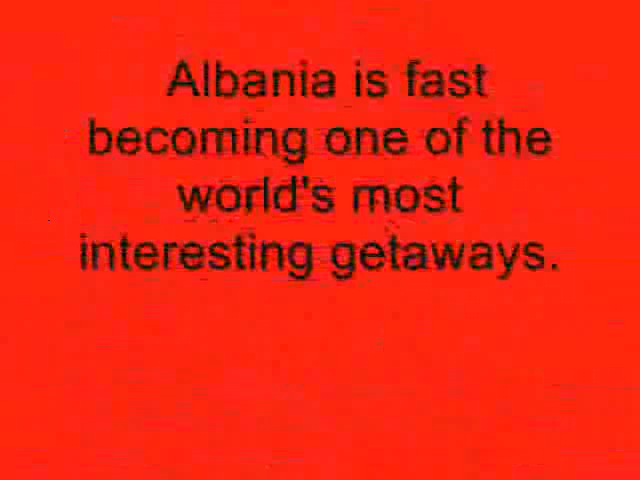 Albania is fast
becoming one of the
world's most
interesting getaways.